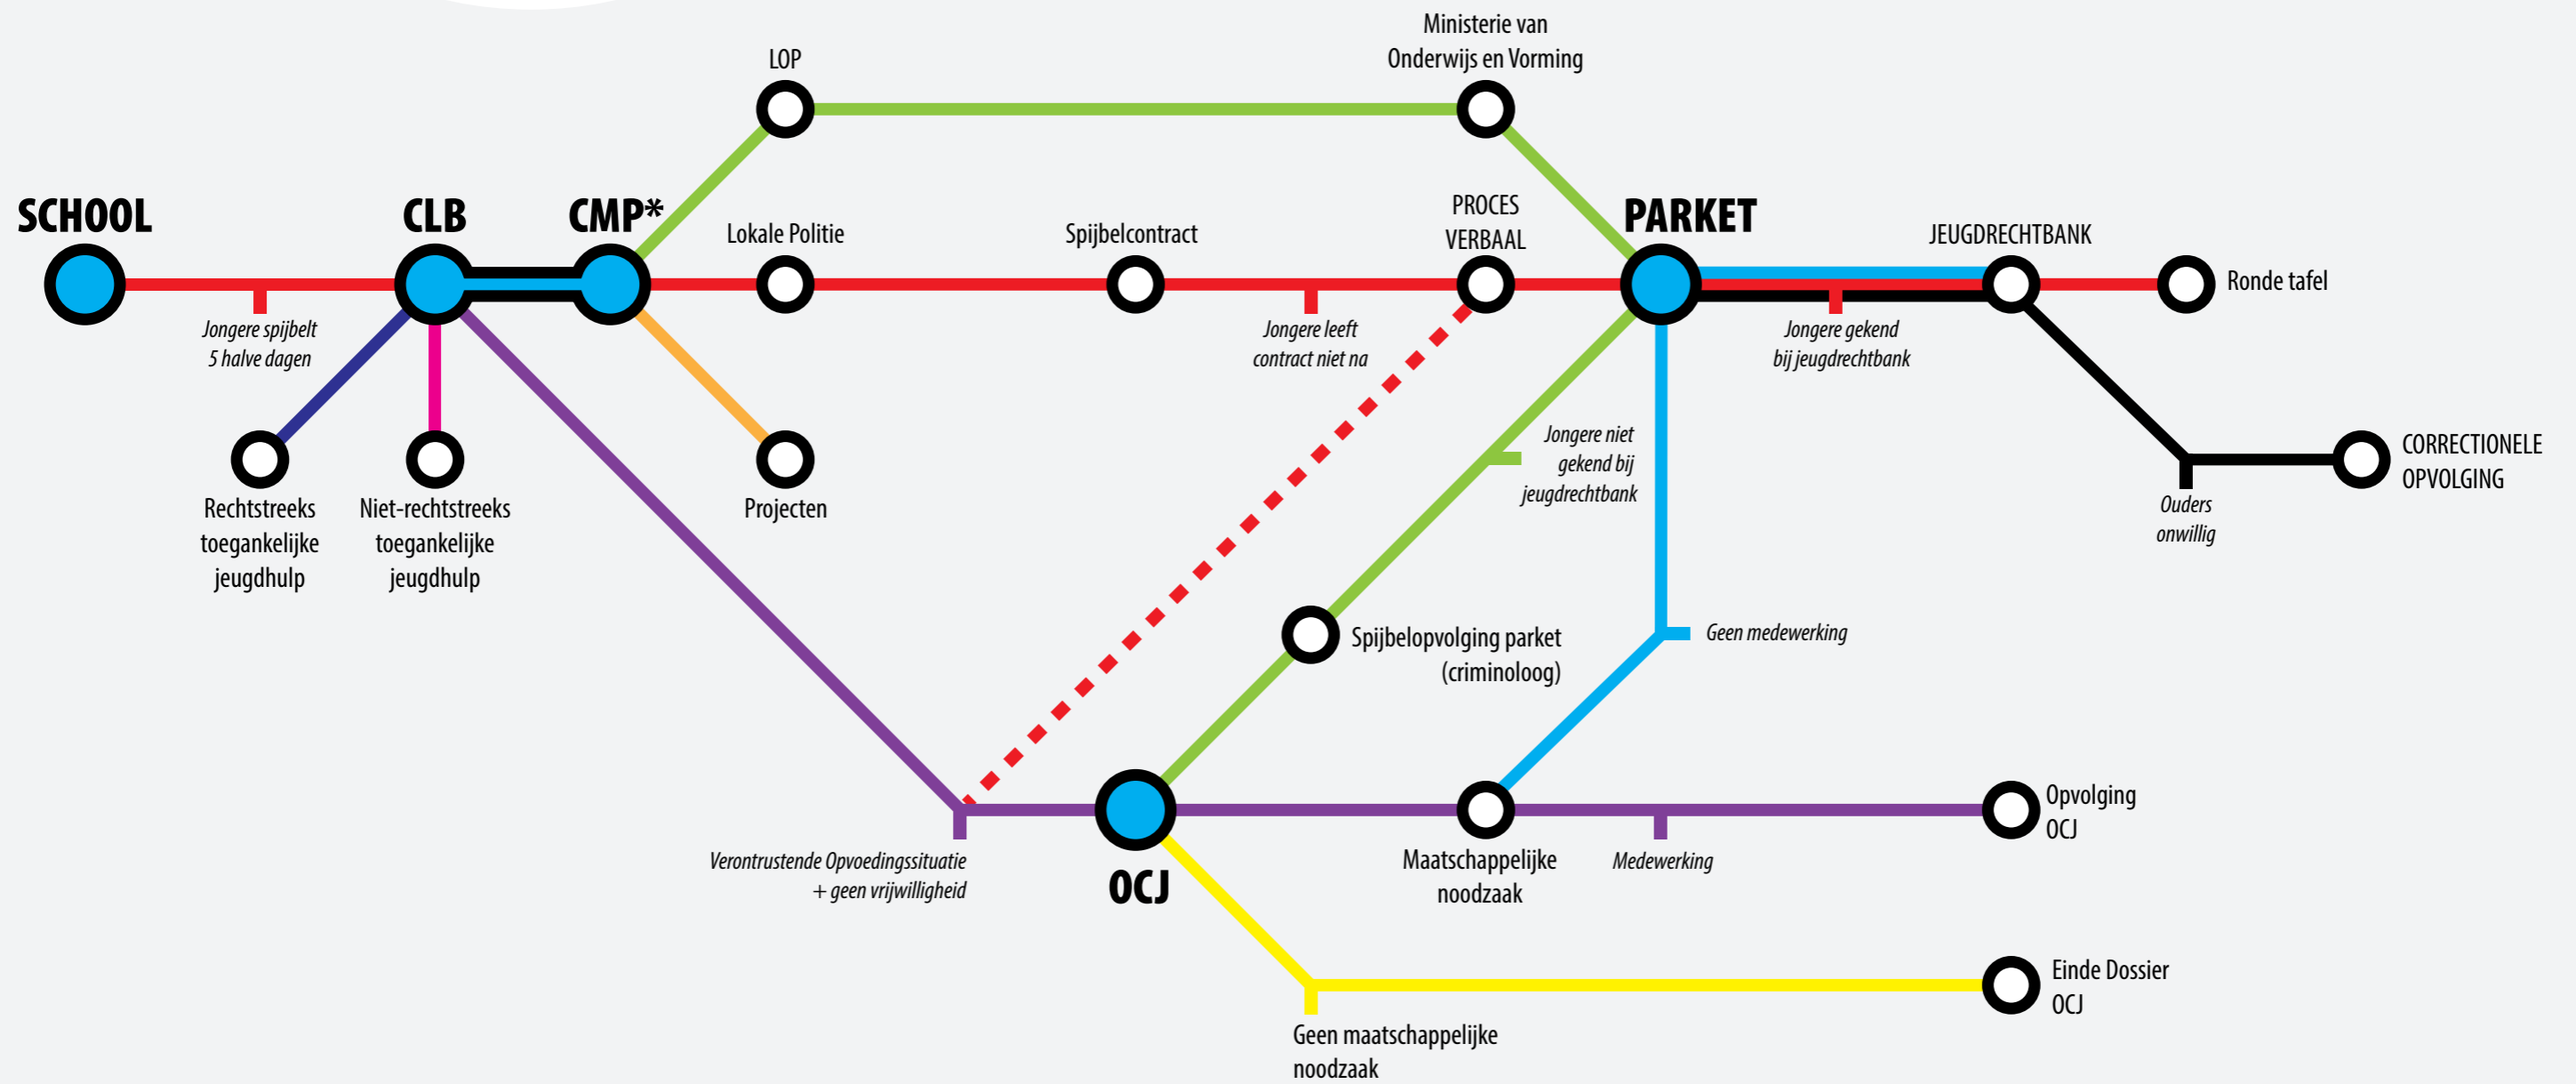 Ministerie van
Onderwijs en Vorming
LOP
SCHOOL
CLB
CMP*
Lokale Politie
Spijbelcontract
PROCES
VERBAAL
PARKET
JEUGDRECHTBANK
Ronde tafel
Jongere spijbelt
5 halve dagen
Jongere leeft
contract niet na
Jongere gekend
bij jeugdrechtbank
Jongere niet
gekend bij
jeugdrechtbank
CORRECTIONELE
OPVOLGING
Ouders
onwillig
Rechtstreeks
toegankelijke
jeugdhulp
Niet-rechtstreeks
toegankelijke
jeugdhulp
Projecten
Spijbelopvolging parket
(criminoloog)
Geen medewerking
Verontrustende Opvoedingssituatie
+ geen vrijwilligheid
OCJ
Maatschappelijke
noodzaak
Medewerking
Opvolging
OCJ
Einde Dossier
OCJ
Geen maatschappelijke
noodzaak